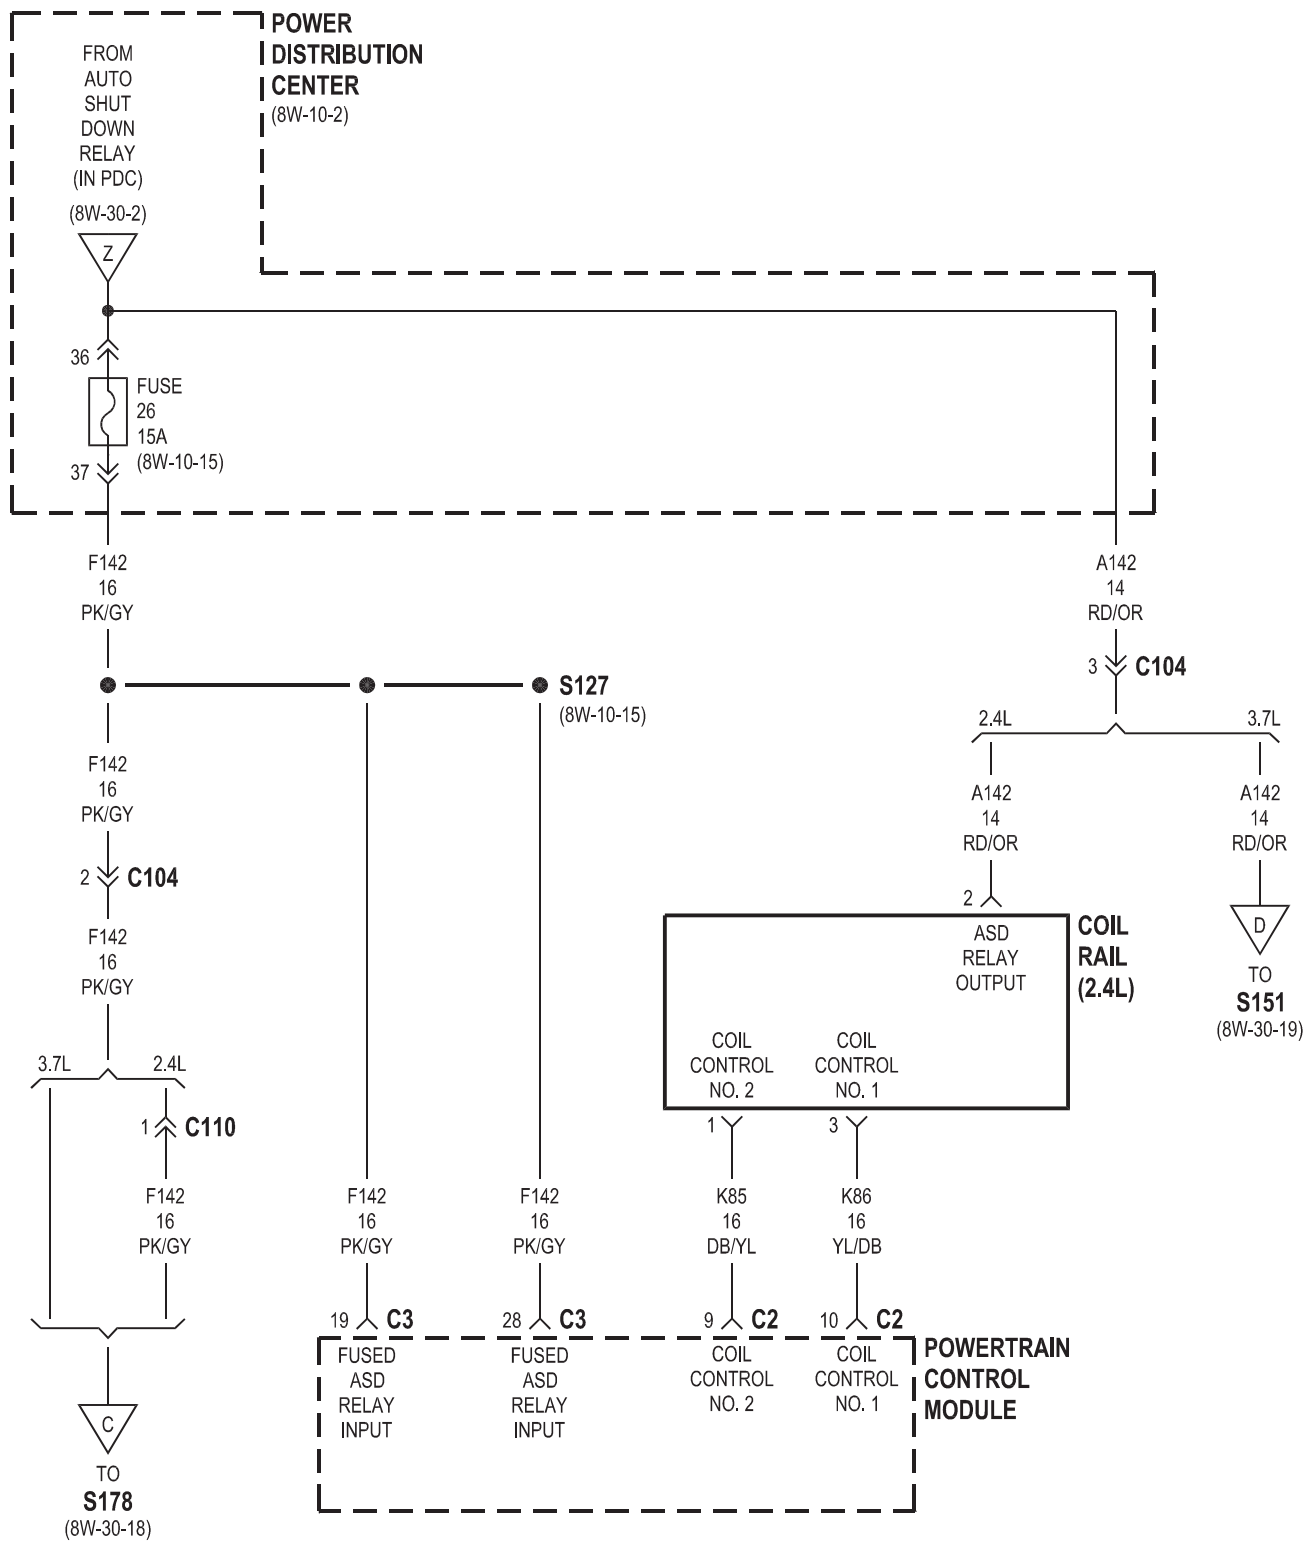 POWER
DISTRIBUTION
CENTER
(8W-10-2)
FROM
AUTO
SHUT
DOWN
RELAY
(IN PDC)
(8W-30-2)
Z
36
FUSE
26
15A
(8W-10-15)
37
F142
16
PK/GY
A142
14
RD/OR
3
C104
S127
(8W-10-15)
2.4L
3.7L
F142
16
PK/GY
A142
14
RD/OR
A142
14
RD/OR
2
C104
2
F142
16
PK/GY
COIL
RAIL
(2.4L)
ASD
RELAY
OUTPUT
D
TO
S151
(8W-30-19)
COIL
CONTROL
NO. 2
COIL
CONTROL
NO. 1
3.7L
2.4L
1
C110
1
3
F142
16
PK/GY
F142
16
PK/GY
F142
16
PK/GY
K85
16
DB/YL
K86
16
YL/DB
19
C3
28
C3
9
C2
10
C2
FUSED
ASD
RELAY
INPUT
FUSED
ASD
RELAY
INPUT
COIL
CONTROL
NO. 2
COIL
CONTROL
NO. 1
POWERTRAIN
CONTROL
MODULE
C
TO
S178
(8W-30-18)